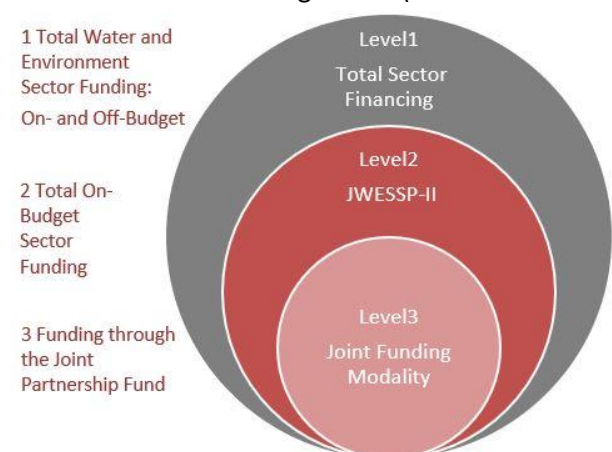 1 Total Water and
Environment
Sector Funding:
On- and Off-Budget
2 Total On-
Budget
Sector
Funding
3 Funding through
the Joint
Partnership Fund
Level1
Total Sector
Financing
Level2
JWESSP-II
Level3
Joint Funding
Modality